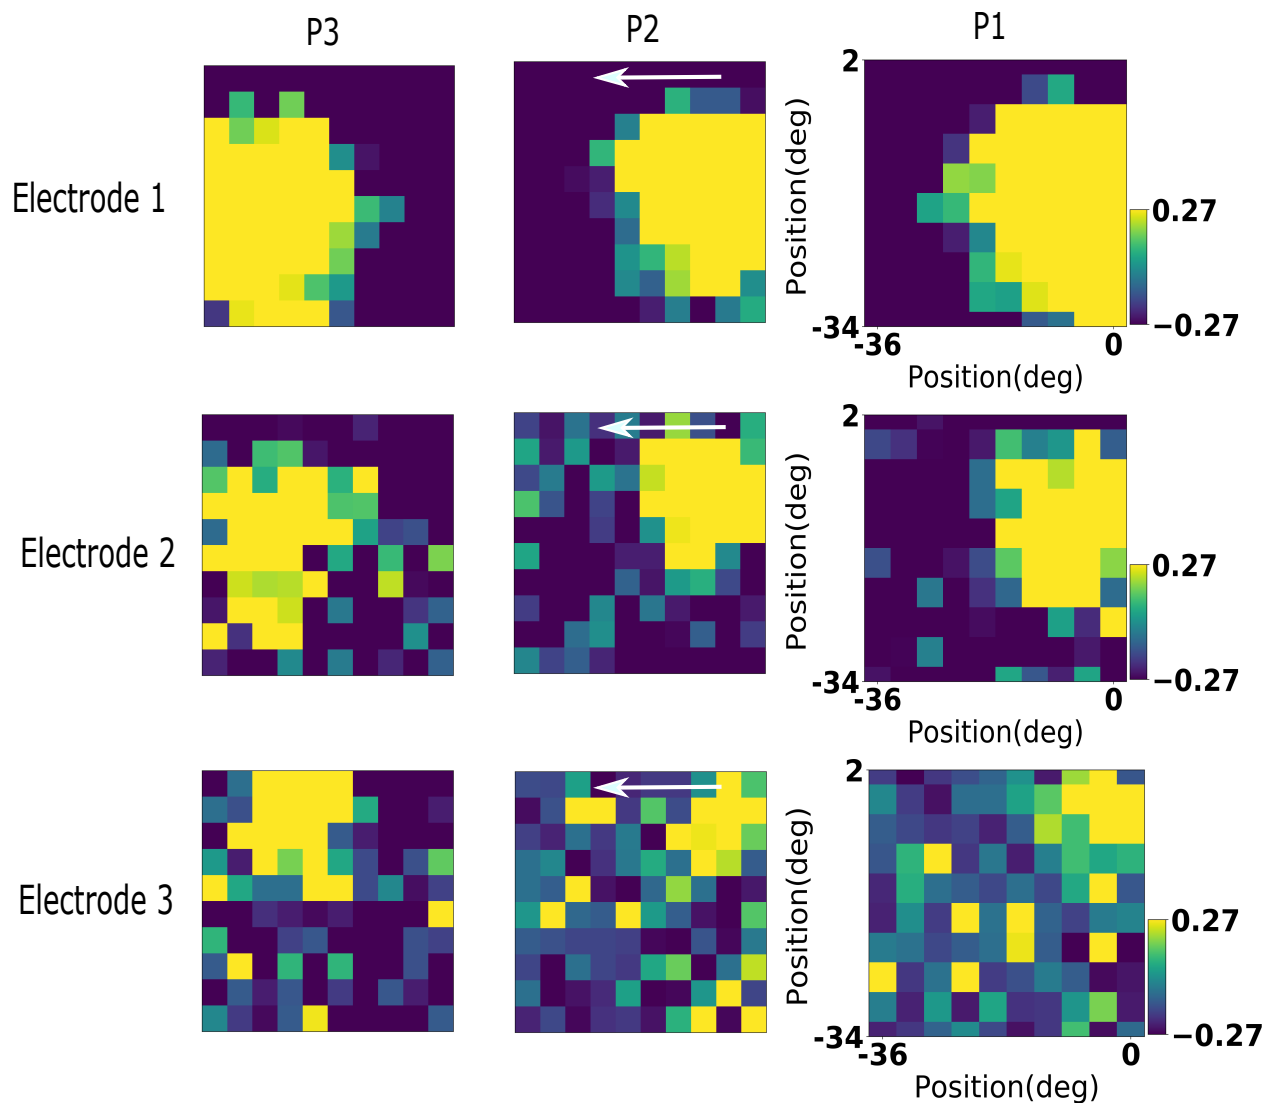 P3
P2
P1
Electrode 1
2
Position(deg)
-34
-36
0
Position(deg)
0.27
−0.27
Electrode 2
2
Position(deg)
-34
-36
0
Position(deg)
0.27
−0.27
Electrode 3
2
Position(deg)
-34
-36
0
Position(deg)
0.27
−0.27